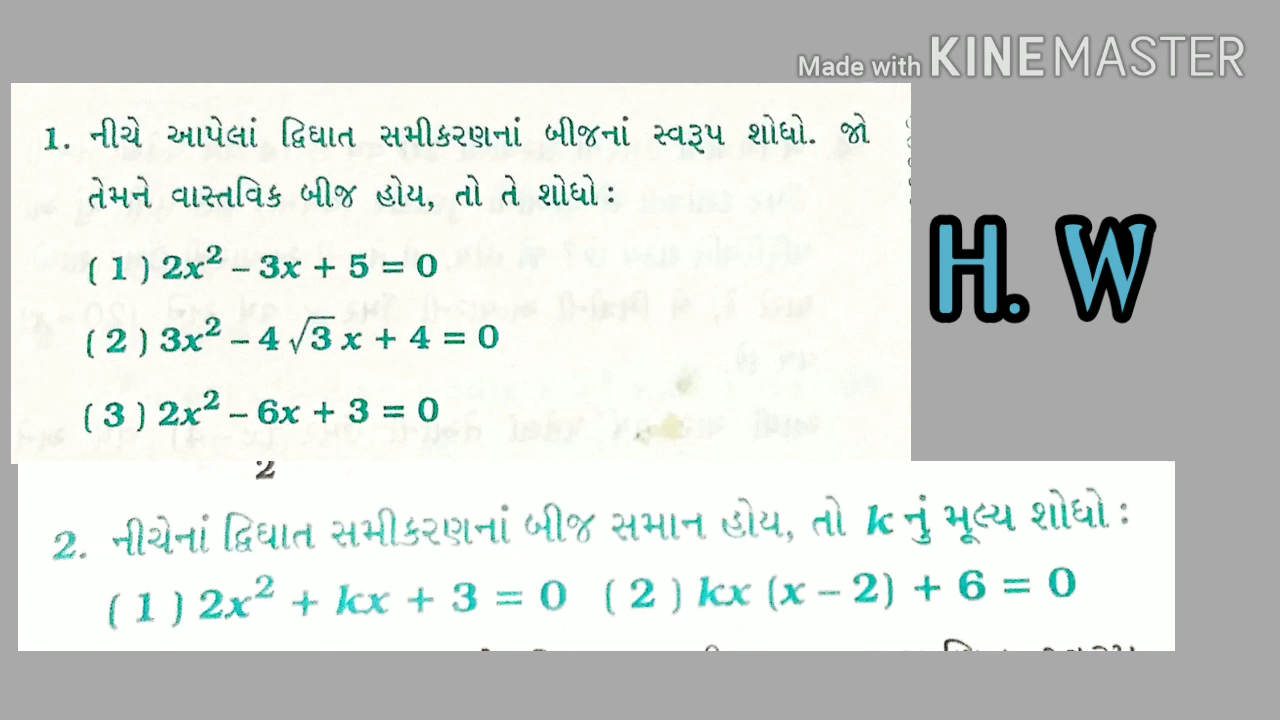 Made with KINEMASTER
1. નીચે આપેલાં દ્વિઘાત સમીકરણનાં બીજનાં સ્વરૂપ શોધો. જો
તેમને વાસ્તવિક બીજ હોય, તો તે શોધો :
( 1 ) 2x² – 3x + 5 = 0
H. W
( 2 ) 3x² – 4 √3 x + 4 = 0
( 3 ) 2x² – 6x + 3 = 0
2
2. નીચેનાં દ્વિઘાત સમીકરણનાં બીજ સમાન હોય, તો k નું મૂલ્ય શોધો :
( 1 ) 2x² + kx + 3 = 0 ( 2 ) kx (x – 2) + 6 = 0